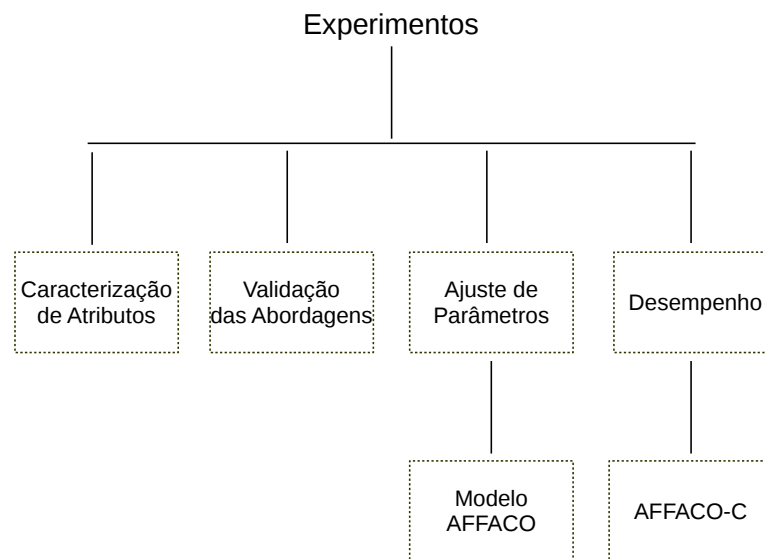 Experimentos
Caracterização
de Atributos
Validação
das Abordagens
Ajuste de
Parâmetros
Desempenho
Modelo
AFFACO
AFFACO-C